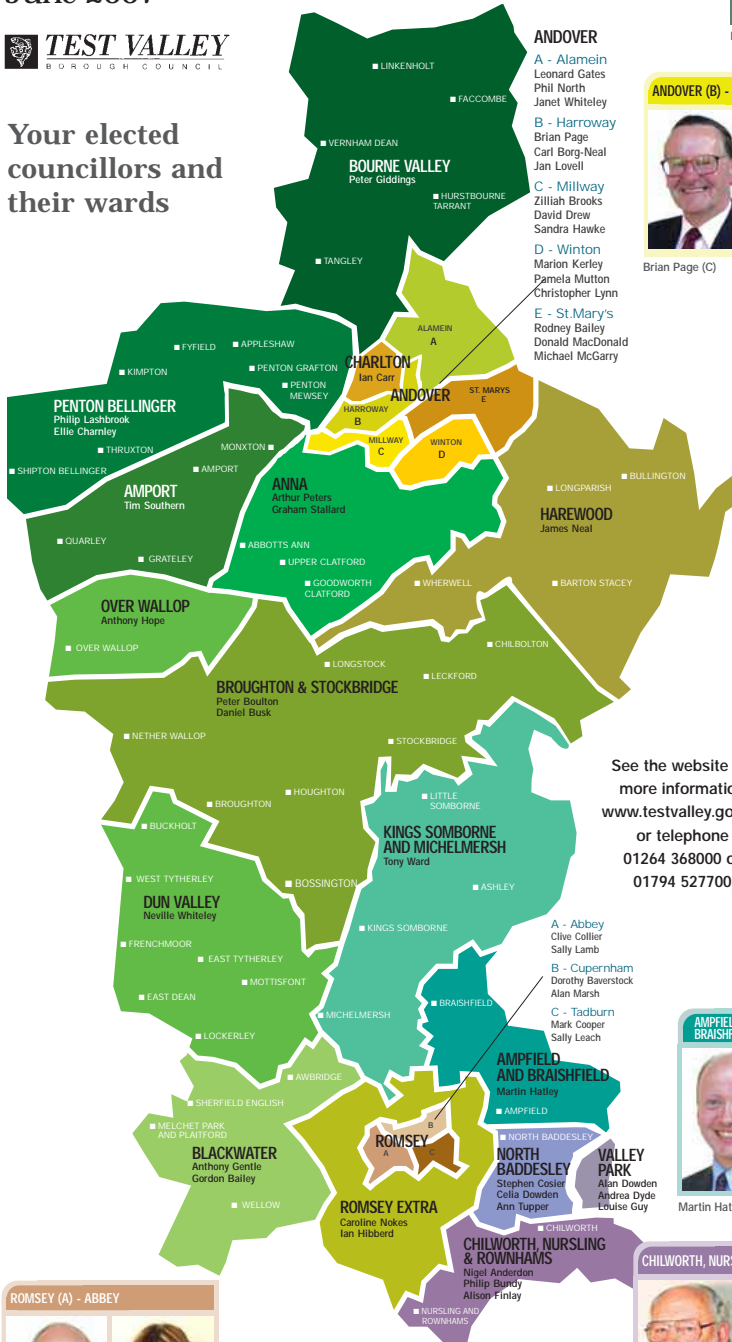 TEST VALLEY
BOROUGH COUNCIL
Your elected
councillors and
their wards
ANDOVER
A - Alamein
Leonard Gates
Phil North
Janet Whiteley
B - Harroway
Brian Page
Carl Borg-Neal
Jan Lovell
C - Millway
Zilliah Brooks
David Drew
Sandra Hawke
D - Winton
Marion Kerley
Pamela Mutton
Christopher Lynn
E - St.Mary's
Rodney Bailey
Donald MacDonald
Michael McGarry
ANDOVER (B) -
Brian Page (C)
LINKENHOLT
FACCOMBE
VERNHAM DEAN
BOURNE VALLEY
Peter Giddings
HURSTBOURNE
TARRANT
TANGLEY
ALAMEIN
A
CHARLTON
Ian Carr
ANDOVER
ST. MARYS
E
HARROWAY
B
MILLWAY
C
WINTON
D
FYFIELD
APPLESHAW
KIMPTON
PENTON GRAFTON
PENTON
MEWSEY
PENTON BELLINGER
Philip Lashbrook
Ellie Charnley
THRUXTON
SHIPTON BELLINGER
MONXTON
AMPORT
AMPORT
Tim Southern
QUARLEY
GRATELEY
ANNA
Arthur Peters
Graham Stallard
ABBOTTS ANN
UPPER CLATFORD
GOODWORTH
CLATFORD
BULLINGTON
LONGPARISH
HAREWOOD
James Neal
WHERWELL
BARTON STACEY
OVER WALLOP
Anthony Hope
OVER WALLOP
CHILBOLTON
LONGSTOCK
LECKFORD
BROUGHTON & STOCKBRIDGE
Peter Boulton
Daniel Busk
NETHER WALLOP
STOCKBRIDGE
HOUGHTON
BROUGHTON
BOSSINGTON
See the website
www.testvalley.go
or telephone
01264 368000
01794 527700
LITTLE
SOMBORNE
KINGS SOMBORNE
AND MICHELMERSH
Tony Ward
ASHLEY
KINGS SOMBORNE
MICHELMERSH
BUCKHOLT
WEST TYTHERLEY
DUN VALLEY
Neville Whiteley
FRENCHMOOR
EAST TYTHERLEY
MOTTISFONT
EAST DEAN
LOCKERLEY
A - Abbey
Clive Collier
Sally Lamb
B - Cupernham
Dorothy Baverstock
Alan Marsh
C - Tadburn
Mark Cooper
Sally Leach
BRAISHFIELD
AMPFIELD
AND BRAISHFIELD
Martin Hatley
AMPFIELD
AWBRIDGE
SHERFIELD ENGLISH
MELCHET PARK
AND PLAITFORD
BLACKWATER
Anthony Gentle
Gordon Bailey
WELLOW
ROMSEY
A
B
C
ROMSEY EXTRA
Caroline Nokes
Ian Hibberd
NORTH BADDESLEY
NORTH
BADDESLEY
Stephen Cosier
Celia Dowden
Ann Tupper
VALLEY
PARK
Alan Dowden
Andrea Dyde
Louise Guy
CHILWORTH
CHILWORTH, NURSLING
& ROWNHAMS
Nigel Anderdon
Philip Bundy
Alison Finlay
NURSLING AND
ROWNHAMS
Martin Hat
CHILWORTH, NURS
ROMSEY (A) - ABBEY